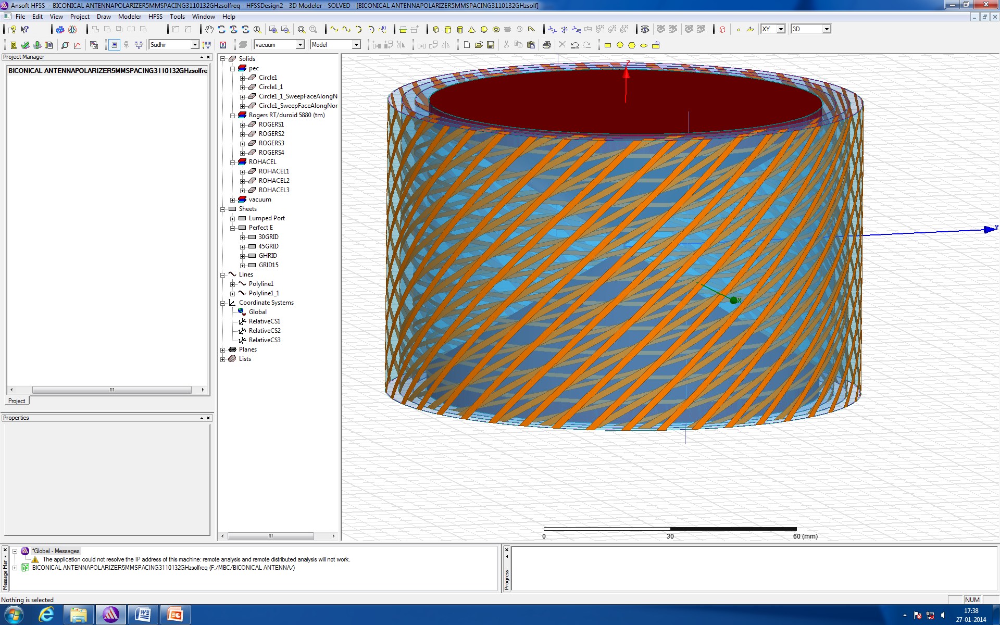 Ansoft HFSS - BICONICAL ANTENNAPOLARIZER5MMSPACING3110132GHzsolfreq - HFSSDesign2 - 3D Modeler - SOLVED - [BICONICAL ANTENNAPOLARIZER5MMSPACING3110132GHzsolf]
File Edit View Project Draw Modeler HFSS Tools Window Help
XY 3D
Sudhir vacuum Model
Project Manager
BICONICAL ANTENNAPOLARIZER5MMSPACING3110132GHzsolfre
Project
Properties
Solids
pec
Circle1
Circle1_1
Circle1_1_SweepFaceAlongN
Circle1_SweepFaceAlongNor
Rogers RT/duroid 5880 (tm)
ROGERS1
ROGERS2
ROGERS3
ROGERS4
ROHACEL
ROHACEL1
ROHACEL2
ROHACEL3
vacuum
Sheets
Lumped Port
Perfect E
30GRID
45GRID
GHRID
GRID15
Lines
Polyline1
Polyline1_1
Coordinate Systems
Global
RelativeCS1
RelativeCS2
RelativeCS3
Planes
Lists
Z
Y
X
0 30 60 (mm)
Message Mar
*Global - Messages
The application could not resolve the IP address of this machine: remote analysis and remote distributed analysis will not work.
BICONICAL ANTENNAPOLARIZER5MMSPACING3110132GHzsolfreq (F:/MBC/BICONICAL ANTENNA/)
Progress
Nothing is selected
NUM
17:38
27-01-2014